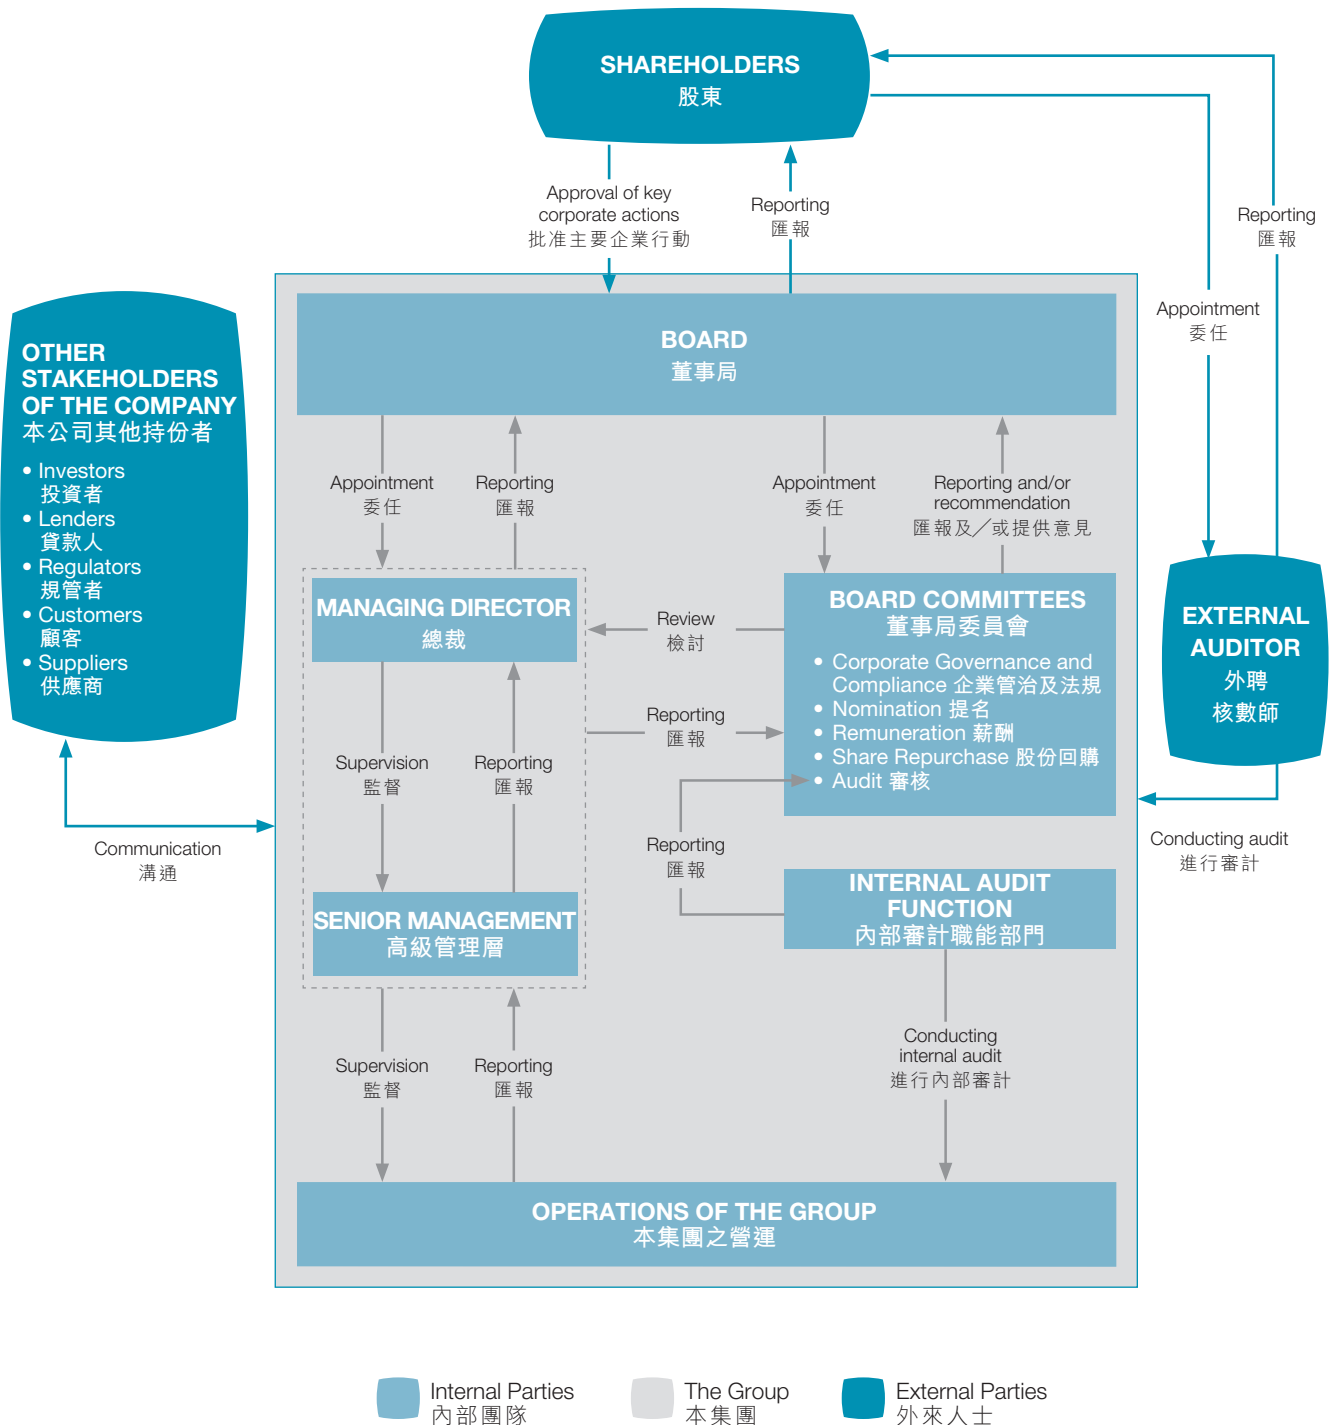 SHAREHOLDERS
股東
Approval of key
corporate actions
批准主要企業行動
Reporting
匯報
Reporting
匯報
Appointment
委任
BOARD
董事局
OTHER
STAKEHOLDERS
OF THE COMPANY
本公司其他持份者
• Investors
投資者
• Lenders
貸款人
• Regulators
規管者
• Customers
顧客
• Suppliers
供應商
Appointment
委任
Reporting
匯報
Appointment
委任
Reporting and/or
recommendation
匯報及╱或提供意見
MANAGING DIRECTOR
總裁
Review
檢討
BOARD COMMITTEES
董事局委員會
• Corporate Governance and
Compliance 企業管治及法規
• Nomination 提名
• Remuneration 薪酬
• Share Repurchase 股份回購
• Audit 審核
EXTERNAL
AUDITOR
外聘
核數師
Reporting
匯報
Supervision
監督
Reporting
匯報
Communication
溝通
Reporting
匯報
Conducting audit
進行審計
SENIOR MANAGEMENT
高級管理層
INTERNAL AUDIT
FUNCTION
內部審計職能部門
Supervision
監督
Reporting
匯報
Conducting
internal audit
進行內部審計
OPERATIONS OF THE GROUP
本集團之營運
Internal Parties
內部團隊
The Group
本集團
External Parties
外來人士